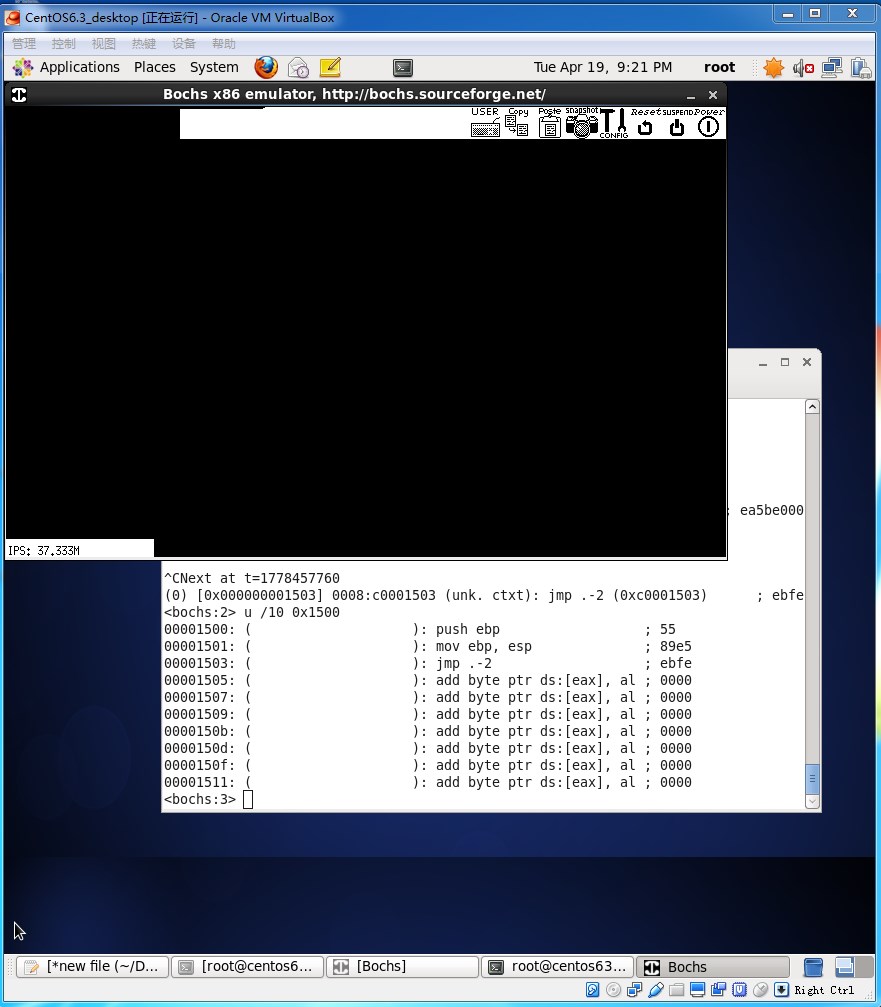 CentOS6.3_desktop [正在运行] - Oracle VM VirtualBox
管理 控制 视图 热键 设备 帮助
Applications Places System Tue Apr 19, 9:21 PM root
Bochs x86 emulator, http://bochs.sourceforge.net/
USER Copy Paste snapshot CONFIG Reset SUSPEND Power
; ea5be000
IPS: 37.333M
^CNext at t=1778457760
(0) [0x000000001503] 0008:c0001503 (unk. ctxt): jmp .-2 (0xc0001503) ; ebfe
<bochs:2> u /10 0x1500
00001500: ( ): push ebp ; 55
00001501: ( ): mov ebp, esp ; 89e5
00001503: ( ): jmp .-2 ; ebfe
00001505: ( ): add byte ptr ds:[eax], al ; 0000
00001507: ( ): add byte ptr ds:[eax], al ; 0000
00001509: ( ): add byte ptr ds:[eax], al ; 0000
0000150b: ( ): add byte ptr ds:[eax], al ; 0000
0000150d: ( ): add byte ptr ds:[eax], al ; 0000
0000150f: ( ): add byte ptr ds:[eax], al ; 0000
00001511: ( ): add byte ptr ds:[eax], al ; 0000
<bochs:3>
[*new file (~/D... [root@centos6... [Bochs] root@centos63... Bochs
Right Ctrl